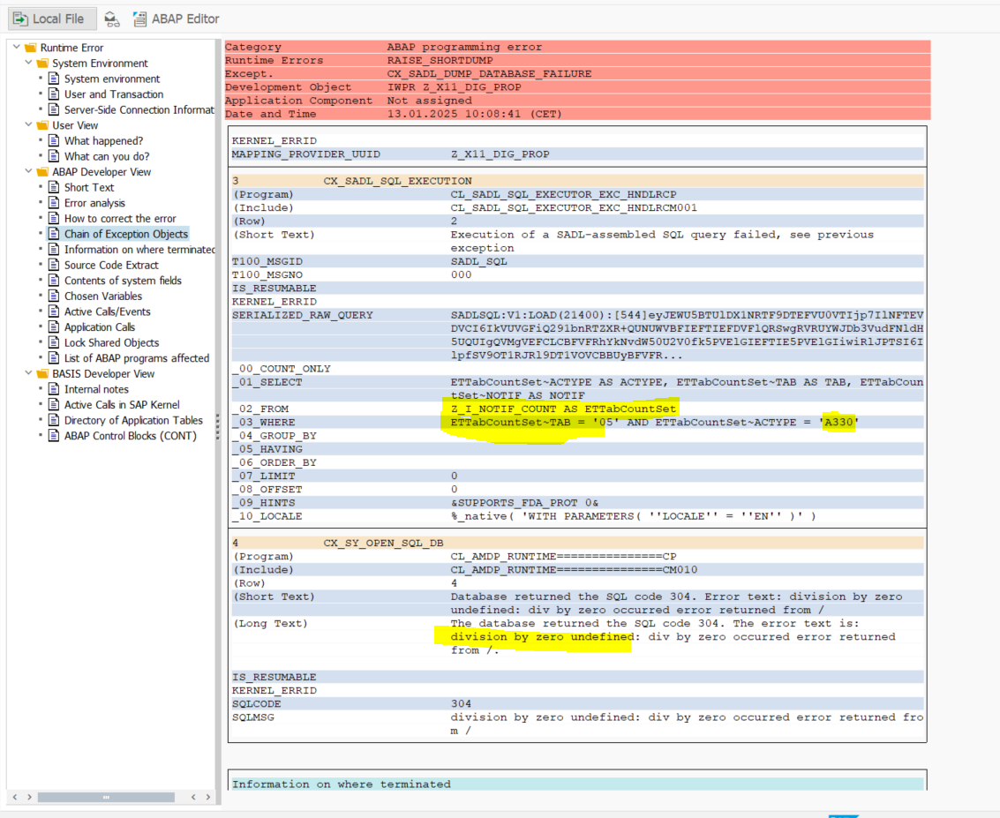 Local File
ABAP Editor
Runtime Error
System Environment
System environment
User and Transaction
Server-Side Connection Informat
User View
What happened?
What can you do?
ABAP Developer View
Short Text
Error analysis
How to correct the error
Chain of Exception Objects
Information on where terminated
Source Code Extract
Contents of system fields
Chosen Variables
Active Calls/Events
Application Calls
Lock Shared Objects
List of ABAP programs affected
BASIS Developer View
Internal notes
Active Calls in SAP Kernel
Directory of Application Tables
ABAP Control Blocks (CONT)
Category ABAP programming error
Runtime Errors RAISE_SHORTDUMP
Except. CX_SADL_DUMP_DATABASE_FAILURE
Development Object IWPR Z_X11_DIG_PROP
Application Component Not assigned
Date and Time 13.01.2025 10:08:41 (CET)
KERNEL_ERRID
MAPPING_PROVIDER_UUID Z_X11_DIG_PROP
3 CX_SADL_SQL_EXECUTION
(Program) CL_SADL_SQL_EXECUTOR_EXC_HNDLRCP
(Include) CL_SADL_SQL_EXECUTOR_EXC_HNDLRCM001
(Row) 2
(Short Text) Execution of a SADL-assembled SQL query failed, see previous
exception
T100_MSGID SADL_SQL
T100_MSGNO 000
IS_RESUMABLE
KERNEL_ERRID
SERIALIZED_RAW_QUERY
_00_COUNT_ONLY
_01_SELECT ETTabCountSet~ACTYPE AS ACTYPE, ETTabCountSet~TAB AS TAB, ETTabCoun
tSet~NOTIF AS NOTIF
_02_FROM Z_I_NOTIF_COUNT AS ETTabCountSet
_03_WHERE ETTabCountSet~TAB = '05' AND ETTabCountSet~ACTYPE = 'A330'
_04_GROUP_BY
_05_HAVING
_06_ORDER_BY
_07_LIMIT 0
_08_OFFSET 0
_09_HINTS &SUPPORTS_FDA_PROT 0&
_10_LOCALE %_native( 'WITH PARAMETERS( ''LOCALE'' = ''EN'' )' )
4 CX_SY_OPEN_SQL_DB
(Program) CL_AMDP_RUNTIME===============CP
(Include) CL_AMDP_RUNTIME===============CM010
(Row) 4
(Short Text) Database returned the SQL code 304. Error text: division by zero
undefined: div by zero occurred error returned from /
(Long Text) The database returned the SQL code 304. The error text is:
division by zero undefined: div by zero occurred error returned
from /.
IS_RESUMABLE
KERNEL_ERRID
SQLCODE 304
SQLMSG division by zero undefined: div by zero occurred error returned fro
m /
Information on where terminated